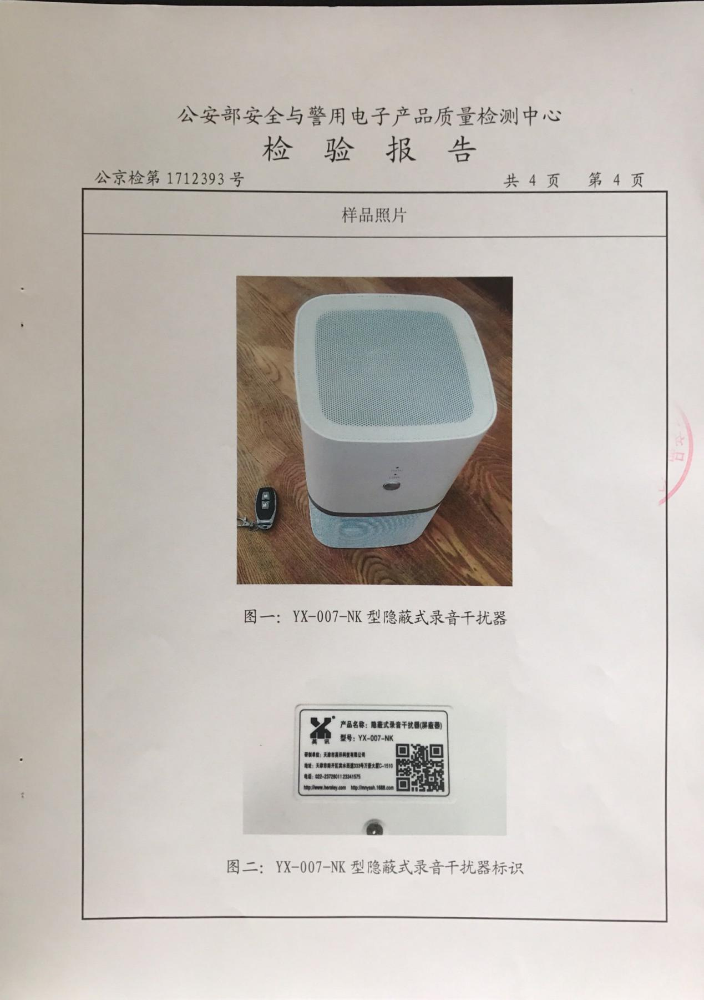 公安部安全与警用电子产品质量检测中心
检 验 报 告
公京检第 1712393 号
共 4 页 第 4 页
样品照片
图一： YX-007-NK 型隐蔽式录音干扰器
英 讯
产品名称：隐蔽式录音干扰器(屏蔽器)
型号：YX-007-NK
研制单位：天津市英讯科技有限公司
地址：天津市南开区宾水西道333号万豪大厦C-1510
电话：022-23728011 23341575
http://www.heroley.com http://mnyssh.1688.com
图二： YX-007-NK 型隐蔽式录音干扰器标识